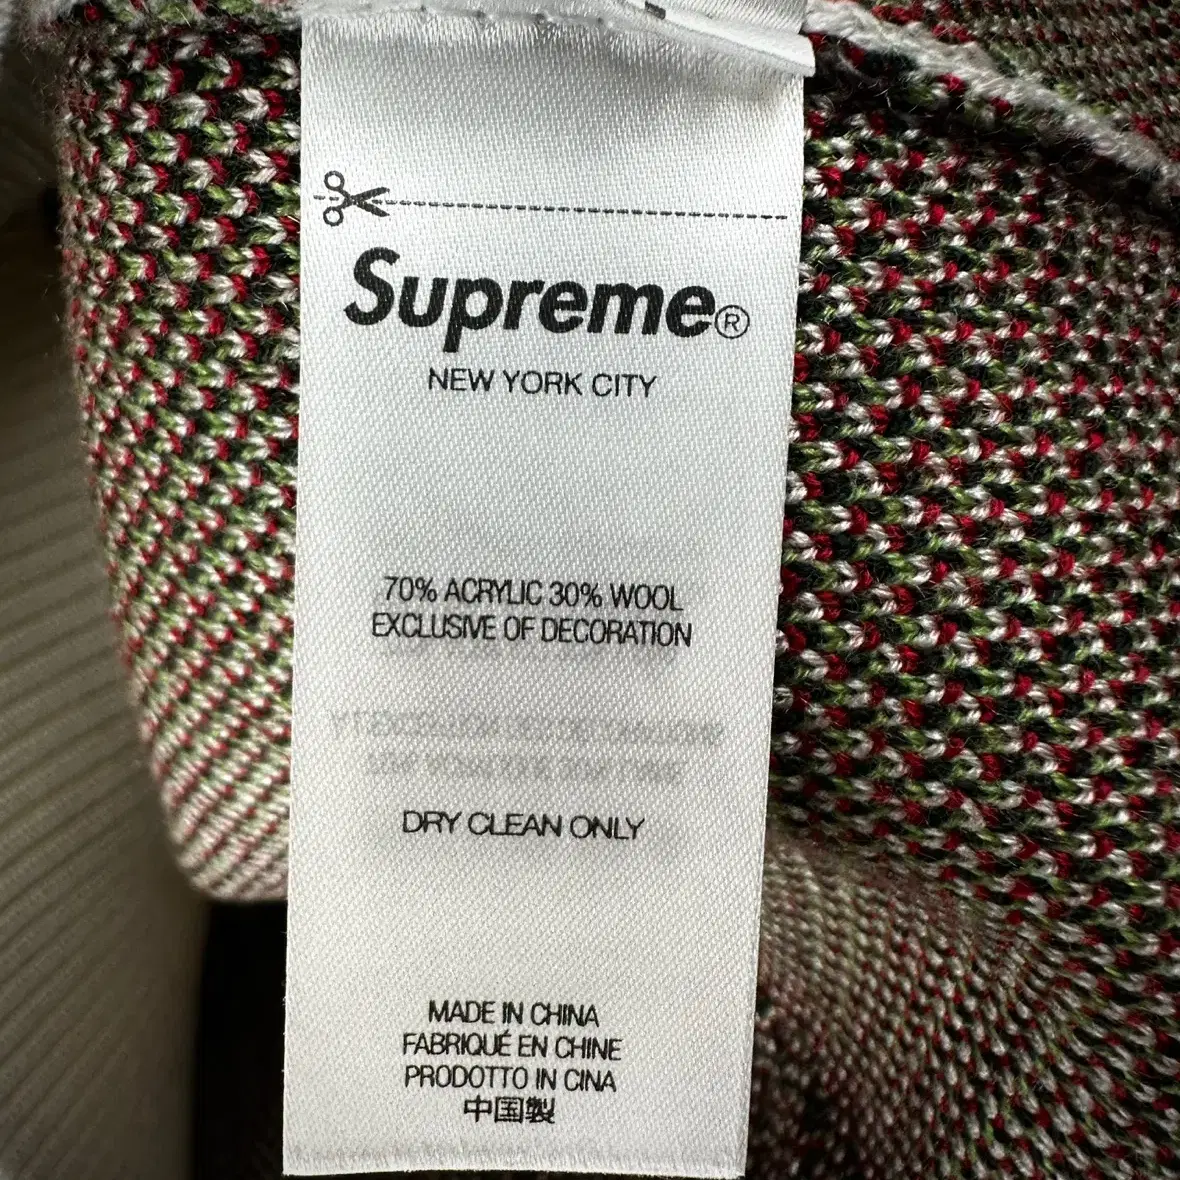 Supreme®
NEW YORK CITY
70% ACRYLIC 30% WOOL
EXCLUSIVE OF DECORATION
DRY CLEAN ONLY
MADE IN CHINA
FABRIQUÉ EN CHINE
PRODOTTO IN CINA
中国製